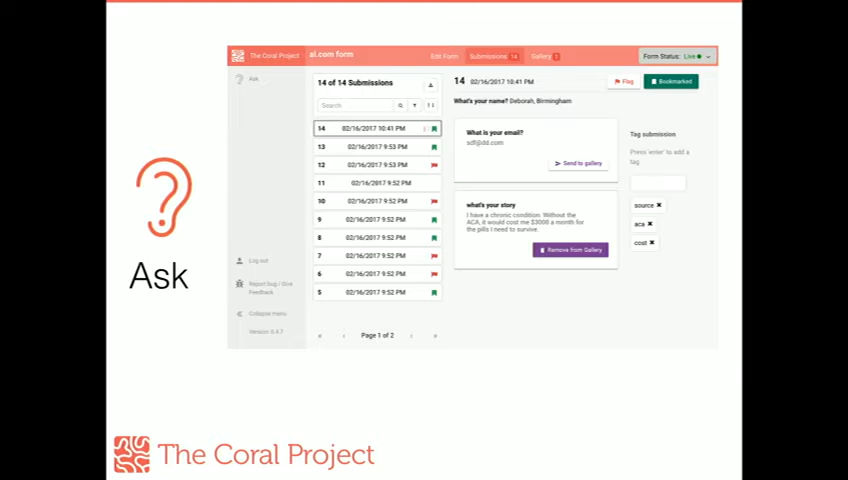 The Coral Project
al.com form
Edit Form
Submissions 14
Gallery 1
Form Status: Live
Ask
14 of 14 Submissions
Search
14 02/16/2017 10:41 PM
13 02/16/2017 9:53 PM
12 02/16/2017 9:53 PM
11 02/16/2017 9:52 PM
10 02/16/2017 9:52 PM
9 02/16/2017 9:52 PM
8 02/16/2017 9:52 PM
7 02/16/2017 9:52 PM
6 02/16/2017 9:52 PM
5 02/16/2017 9:52 PM
Page 1 of 2
14 02/16/2017 10:41 PM
Flag
Bookmarked
What's your name? Deborah, Birmingham
What is your email?
sdf@dd.com
Send to gallery
what's your story
I have a chronic condition. Without the
ACA, it would cost me $3000 a month for
the pills I need to survive.
Remove from Gallery
Tag submission
Press 'enter' to add a
tag
source
aca
cost
Log out
Report bug / Give
Feedback
Collapse menu
Version 0.4.7
Ask
The Coral Project